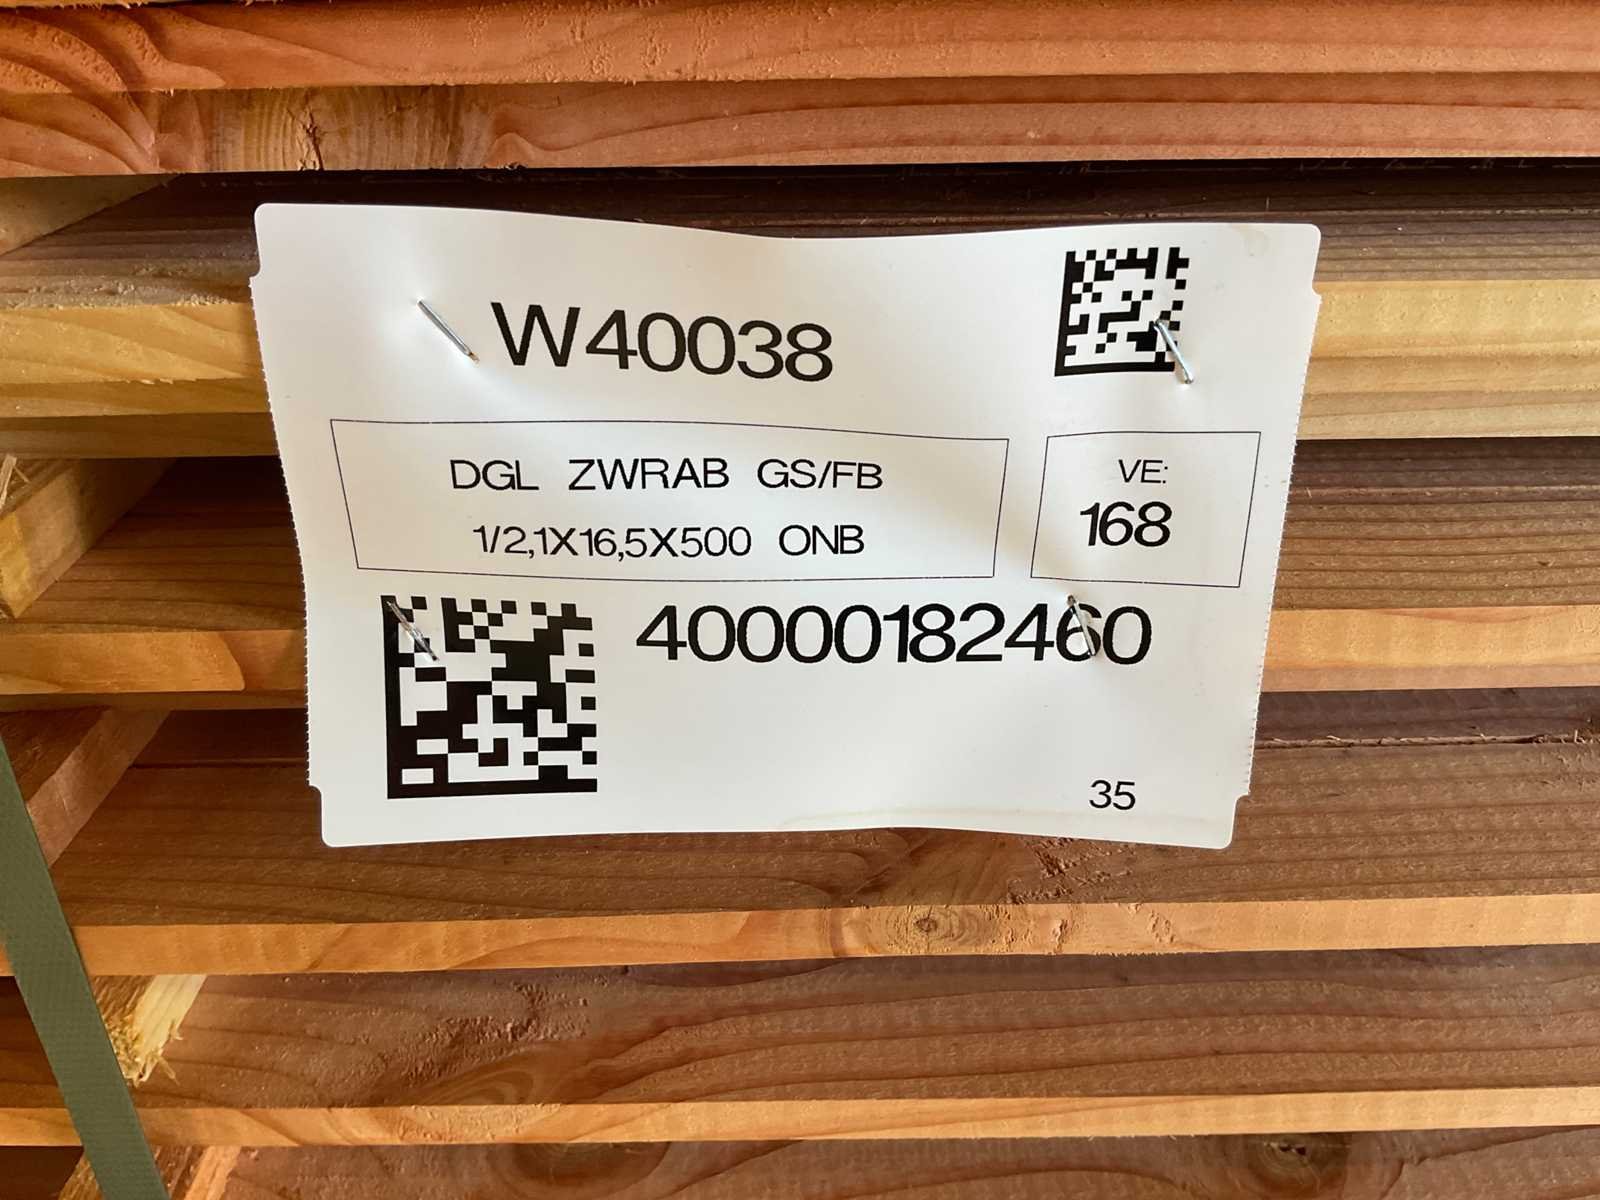 W40038
DGL ZWRAB GS/FB
1/2,1X16,5X500 ONB
VE:
168
40000182460
35